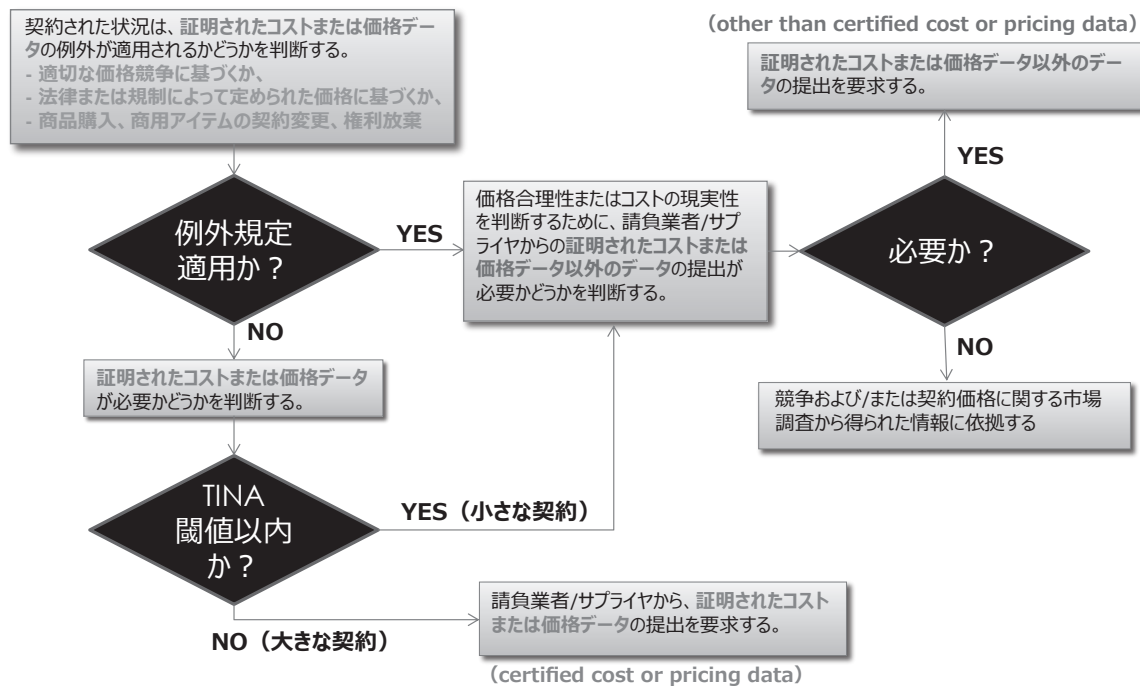 契約された状況は、証明されたコストまたは価格デー
タの例外が適用されるかどうかを判断する。
- 適切な価格競争に基づくか、
- 法律または規制によって定められた価格に基づくか、
- 商品購入、商用アイテムの契約変更、権利放棄
(other than certified cost or pricing data)
証明されたコストまたは価格データ以外のデー
タの提出を要求する。
YES
例外規定
適用か？
YES
価格合理性またはコストの現実性
を判断するために、請負業者/サプ
ライヤからの証明されたコストまたは
価格データ以外のデータの提出が
必要かどうかを判断する。
必要か？
NO
NO
証明されたコストまたは価格データ
が必要かどうかを判断する。
競争および/または契約価格に関する市場
調査から得られた情報に依拠する
TINA
閾値以内
か？
YES（小さな契約）
請負業者/サプライヤから、証明されたコスト
または価格データの提出を要求する。
NO（大きな契約）
(certified cost or pricing data)